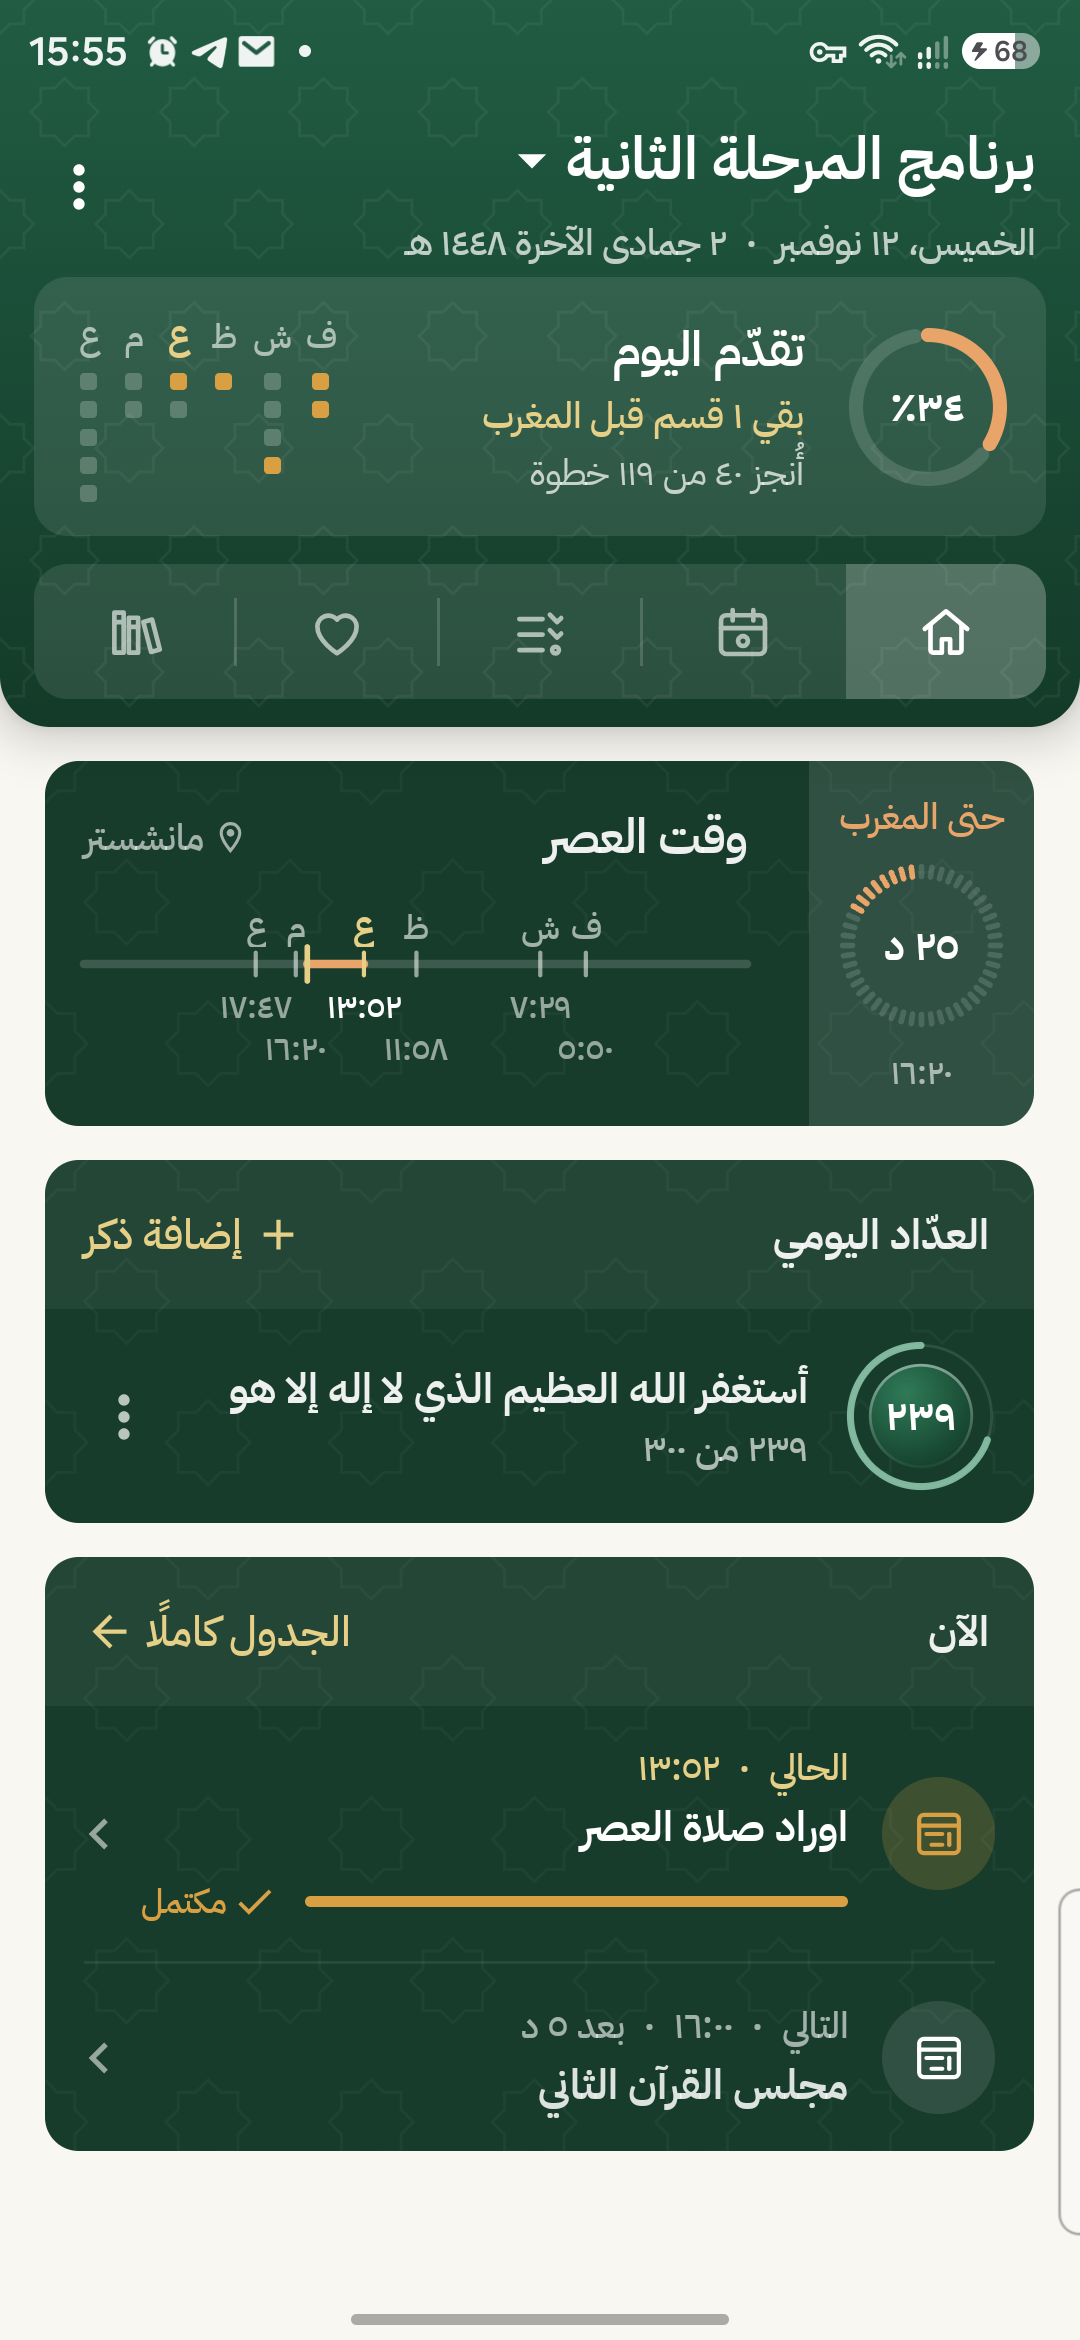 15:55
68
برنامج المرحلة الثانية
الخميس، ١٢ نوفمبر · ٢ جمادى الآخرة ١٤٤٨ هـ
٪٣٤
تقدّم اليوم
بقي ١ قسم قبل المغرب
أُنجز ٤٠ من ١١٩ خطوة
ف ش ظ ع م ع
حتى المغرب
٢٥ د
١٦:٢٠
وقت العصر
مانشستر
ف ش ظ ع م ع
٧:٢٩ ١٣:٥٢ ١٧:٤٧
٥:٥٠ ١١:٥٨ ١٦:٢٠
العدّاد اليومي
إضافة ذكر
٢٣٩
أستغفر الله العظيم الذي لا إله إلا هو
٢٣٩ من ٣٠٠
الآن
الجدول كاملًا
الحالي · ١٣:٥٢
اوراد صلاة العصر
مكتمل
التالي · ١٦:٠٠ · بعد ٥ د
مجلس القرآن الثاني